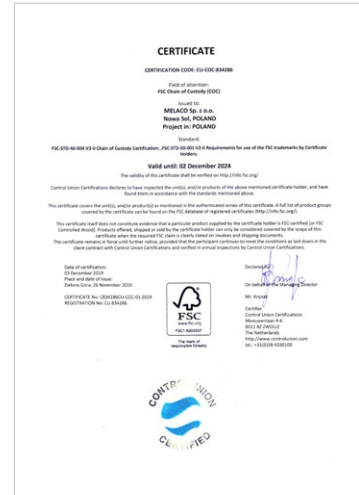 CERTIFICATE
CERTIFICATION CODE: CU-COC-834286
Field of attention:
FSC Chain of Custody (COC)
Issued to:
MELACO Sp. z o.o.
Nowa Sol, POLAND
Project in: POLAND
Standard:
FSC-STD-40-004 V3-0 Chain of Custody Certification, ,FSC-STD-50-001 V2-0 Requirements for use of the FSC trademarks by Certificate
Holders;
Valid until: 02 December 2024
The validity of this certificate shall be verified on http://info.fsc.org/
Control Union Certifications declares to have inspected the unit(s), and/or products of the above mentioned certificate holder, and have
found them in accordance with the standards mentioned above.
This certificate covers the unit(s), and/or product(s) as mentioned in the authenticated annex of this certificate. A full list of product groups
covered by the certificate can be found on the FSC database of registered certificates (http://info.fsc.org/).
This certificate itself does not constitute evidence that a particular product supplied by the certificate holder is FSC-certified [or FSC
Controlled Wood]. Products offered, shipped or sold by the certificate holder can only be considered covered by the scope of this
certificate when the required FSC claim is clearly stated on invoices and shipping documents.
This certificate remains in force until further notice, provided that the participant continues to meet the conditions as laid down in the
client contract with Control Union Certifications and verified in annual inspections by Control Union Certifications.
Date of certification:
03 December 2019
Place and date of issue:
Zielona Góra, 26 November 2019
CERTIFICATE No:
REGISTRATION No: CU 834286
Declared by:
On behalf of the Managing Director
Mr.
Certifier
Control Union Certifications
Meeuwenlaan 4-6
8011 BZ ZWOLLE
The Netherlands
http://www.controlunion.com
tel.: +31(0)38-4260100
FSC
www.fsc.org
The mark of
responsible forestry
CONTROL UNION
CERTIFIED